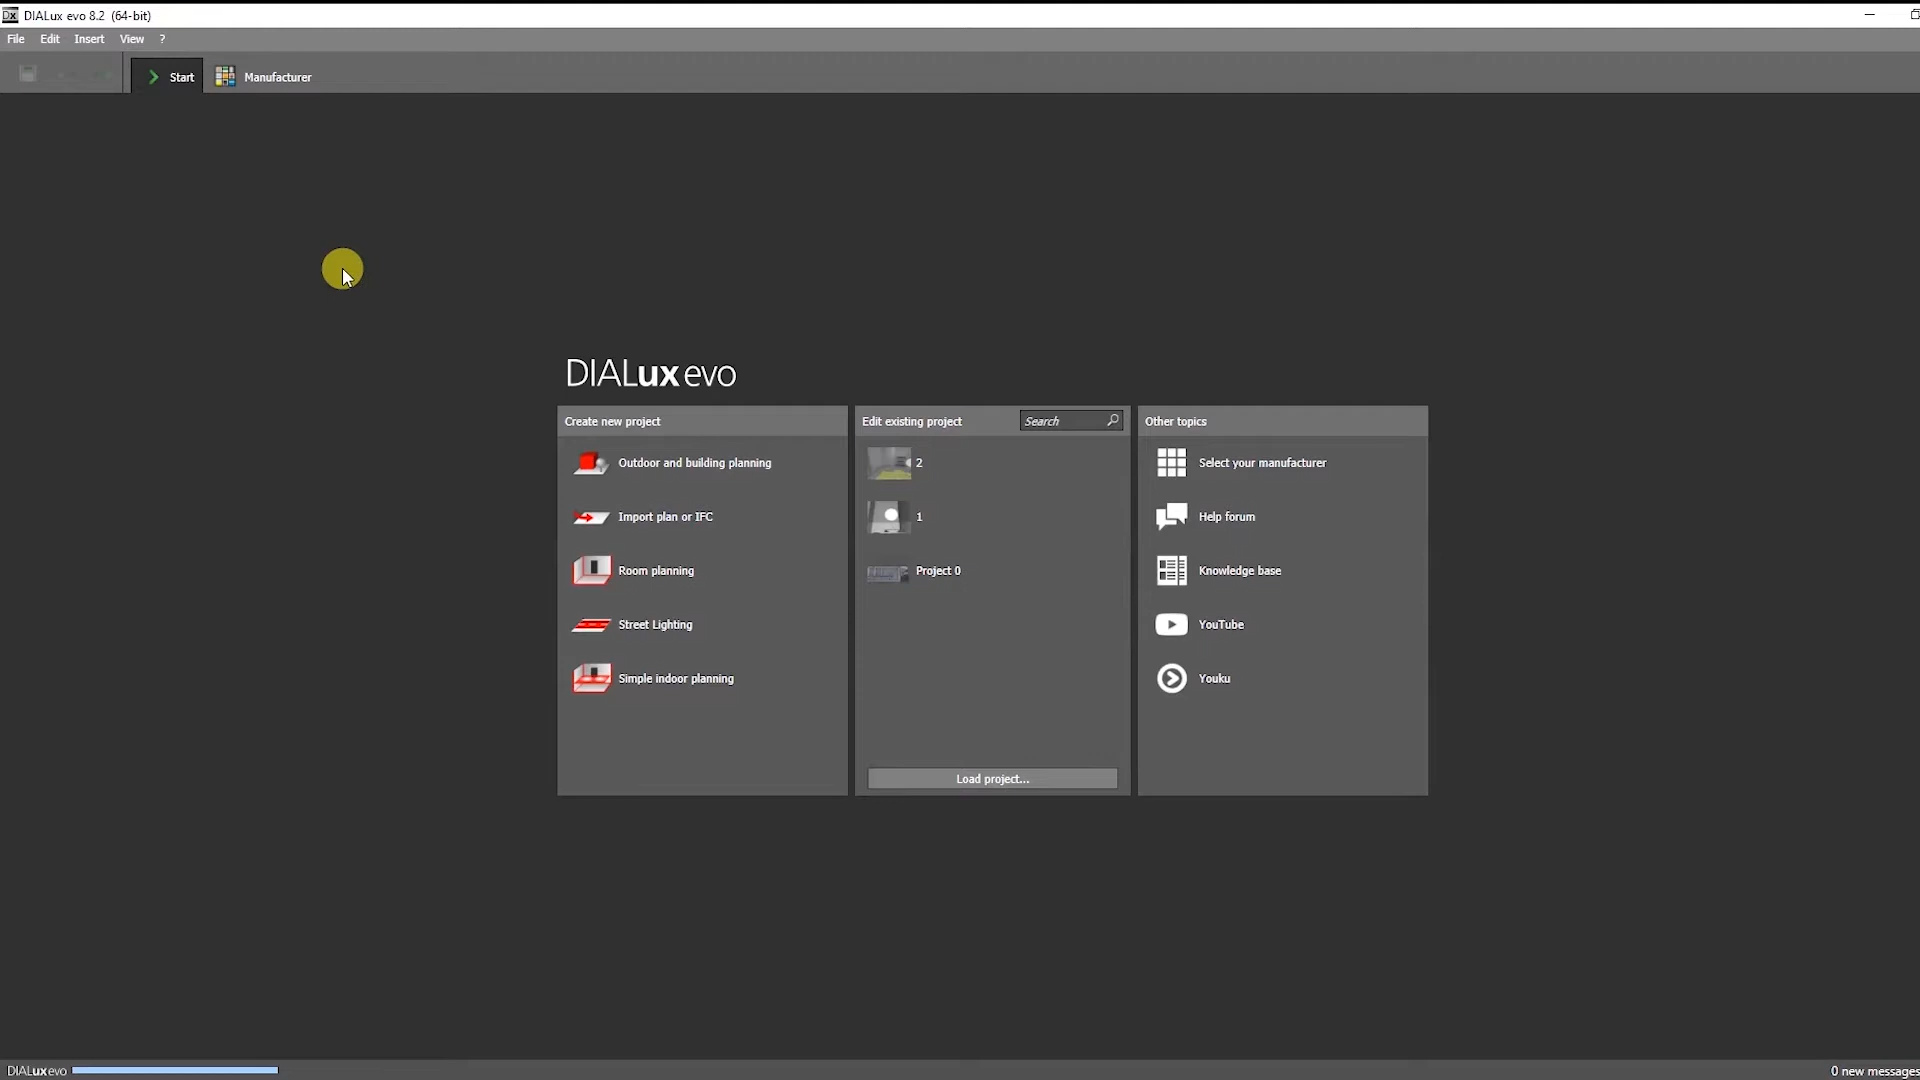 DIALux evo 8.2 (64-bit)
File Edit Insert View ?
Start Manufacturer
DIALux evo
Create new project
Outdoor and building planning
Import plan or IFC
Room planning
Street Lighting
Simple indoor planning
Edit existing project Search
2
1
Project 0
Load project...
Other topics
Select your manufacturer
Help forum
Knowledge base
YouTube
Youku
DIALux evo
0 new messages